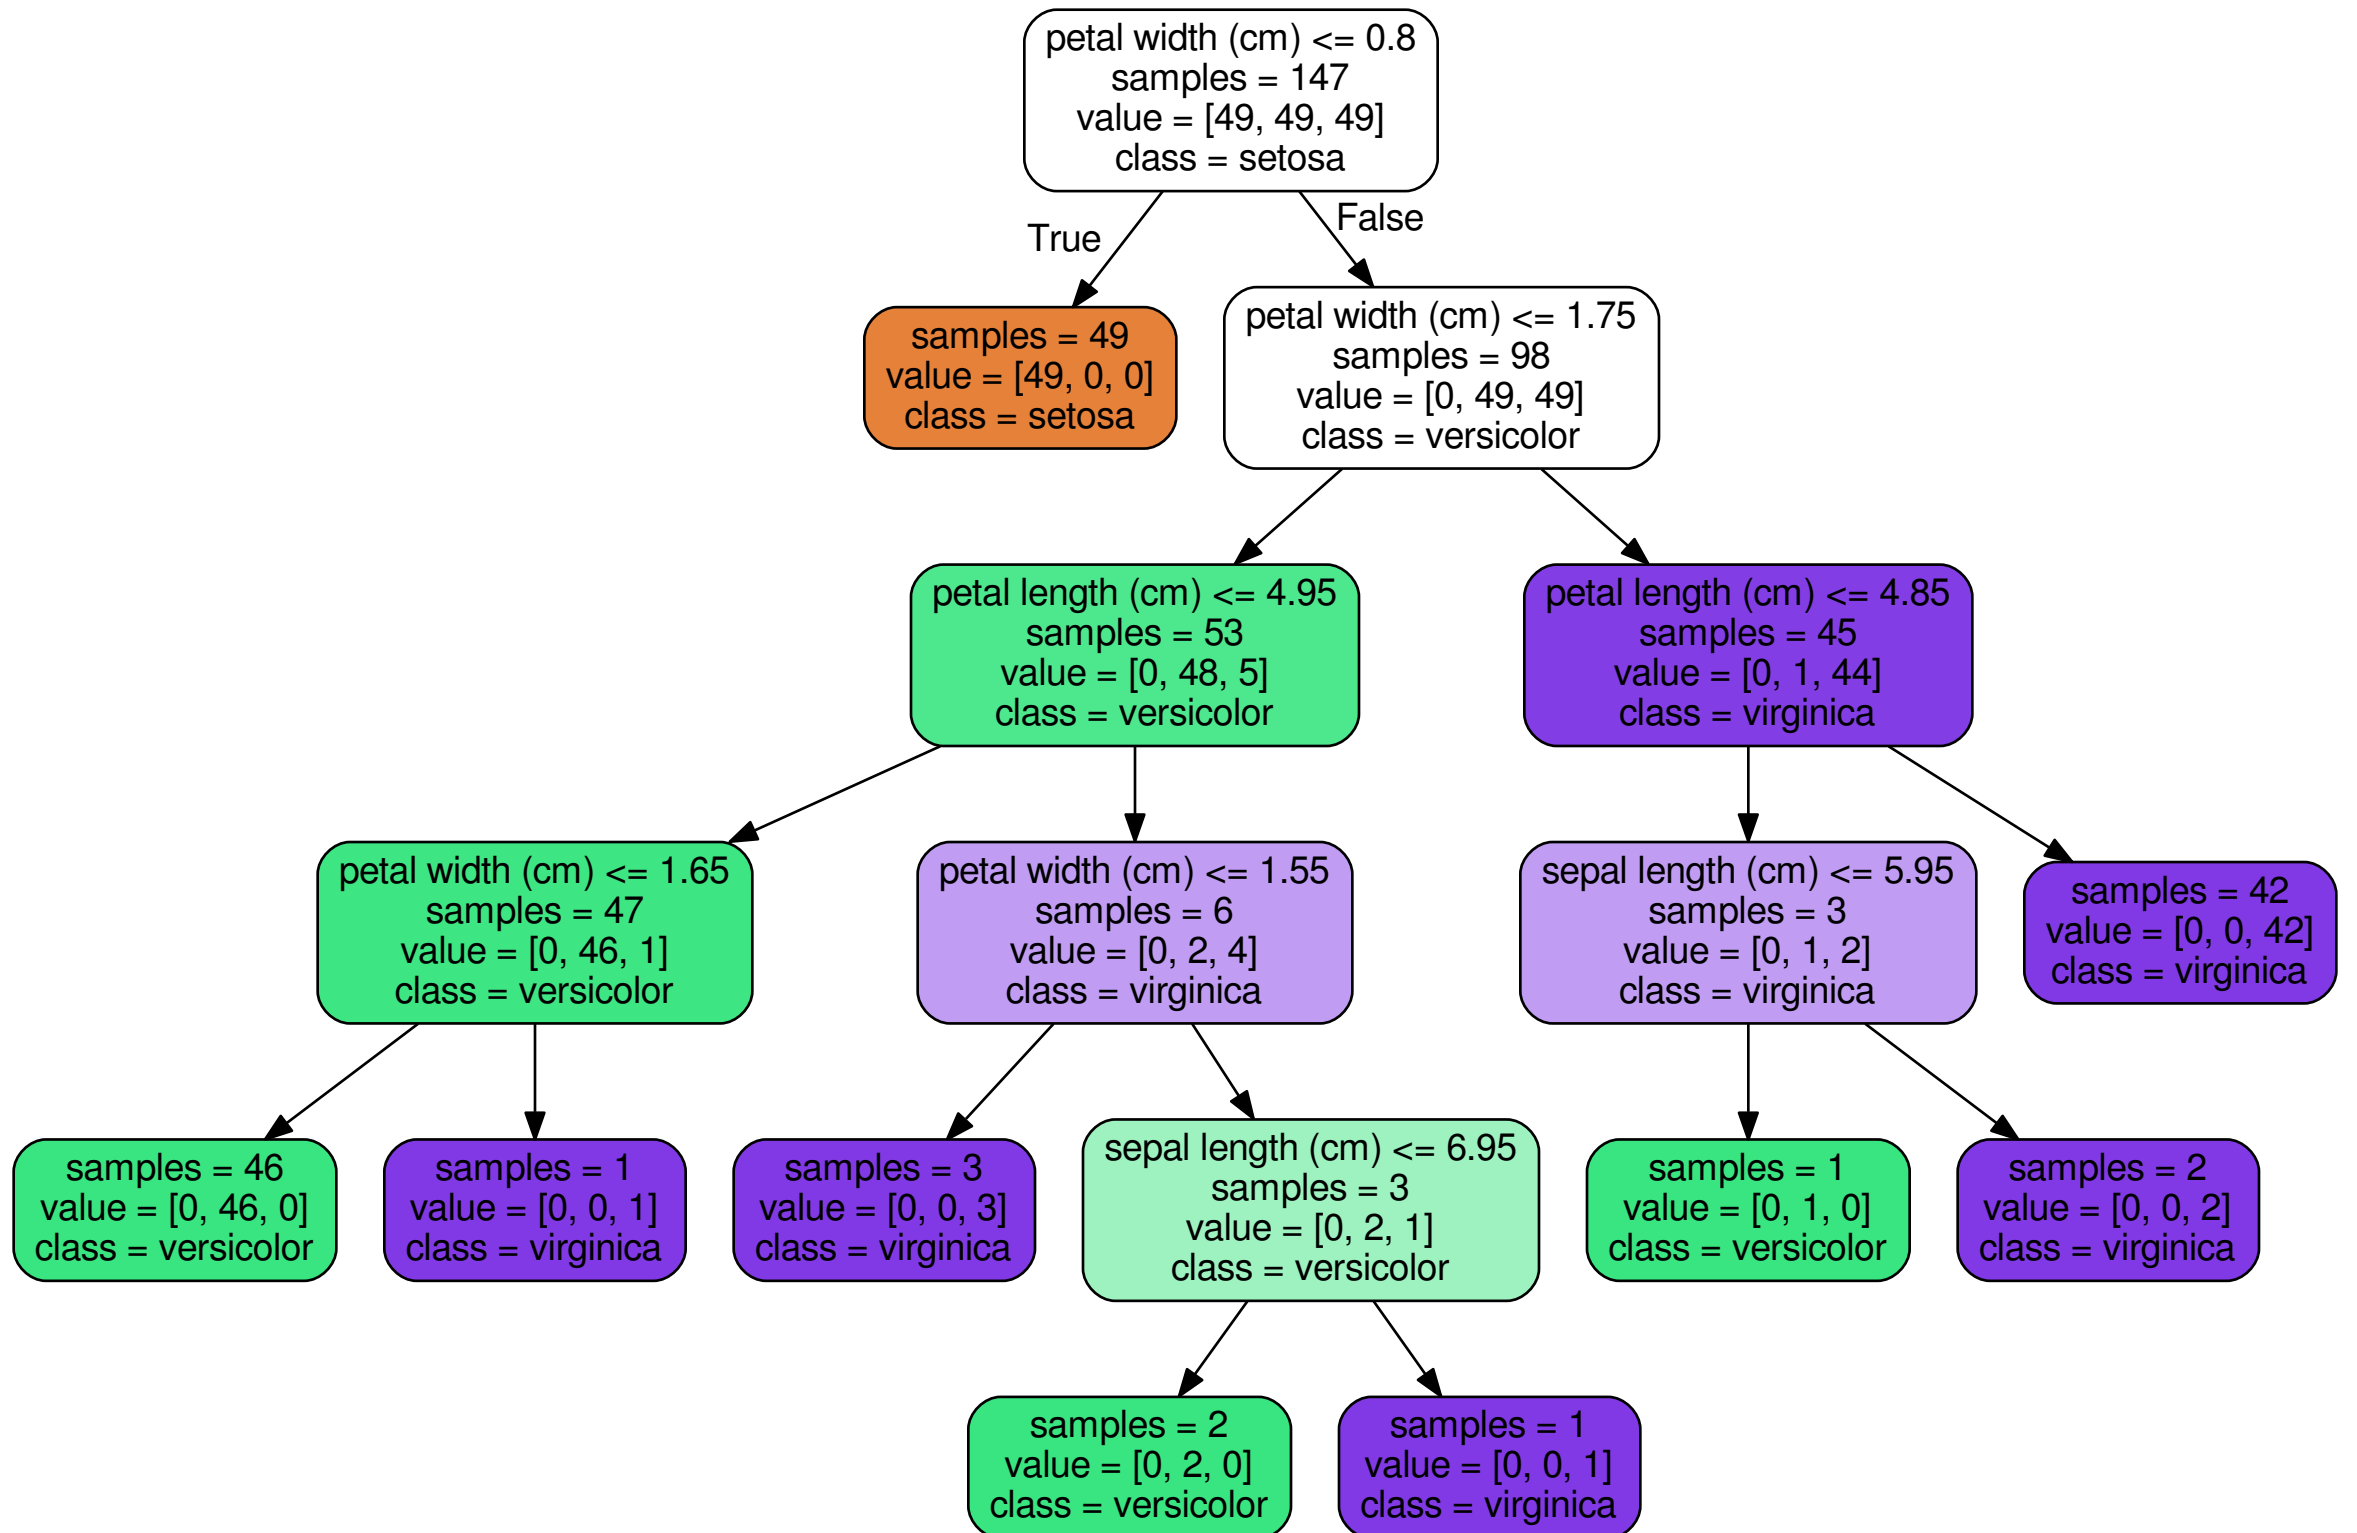 petal width (cm) <= 0.8
samples = 147
value = [49, 49, 49]
class = setosa
True
False
samples = 49
value = [49, 0, 0]
class = setosa
petal width (cm) <= 1.75
samples = 98
value = [0, 49, 49]
class = versicolor
petal length (cm) <= 4.95
samples = 53
value = [0, 48, 5]
class = versicolor
petal length (cm) <= 4.85
samples = 45
value = [0, 1, 44]
class = virginica
petal width (cm) <= 1.65
samples = 47
value = [0, 46, 1]
class = versicolor
petal width (cm) <= 1.55
samples = 6
value = [0, 2, 4]
class = virginica
sepal length (cm) <= 5.95
samples = 3
value = [0, 1, 2]
class = virginica
samples = 42
value = [0, 0, 42]
class = virginica
samples = 46
value = [0, 46, 0]
class = versicolor
samples = 1
value = [0, 0, 1]
class = virginica
samples = 3
value = [0, 0, 3]
class = virginica
sepal length (cm) <= 6.95
samples = 3
value = [0, 2, 1]
class = versicolor
samples = 1
value = [0, 1, 0]
class = versicolor
samples = 2
value = [0, 0, 2]
class = virginica
samples = 2
value = [0, 2, 0]
class = versicolor
samples = 1
value = [0, 0, 1]
class = virginica